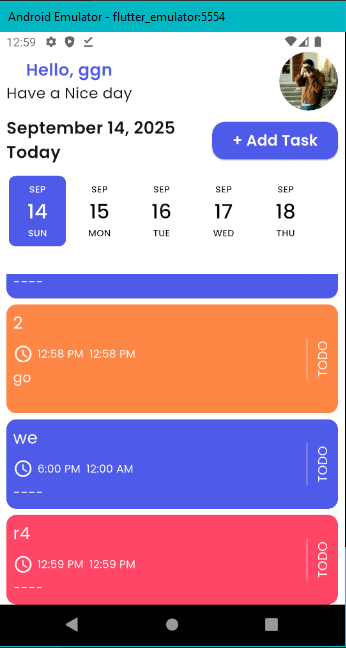 Android Emulator - flutter_emulator:5554
12:59
Hello, ggn
Have a Nice day
September 14, 2025
Today
+ Add Task
SEP SEP SEP SEP SEP
14 15 16 17 18
SUN MON TUE WED THU
----
2
12:58 PM 12:58 PM
go
TODO
we
6:00 PM 12:00 AM
----
TODO
r4
12:59 PM 12:59 PM
----
TODO